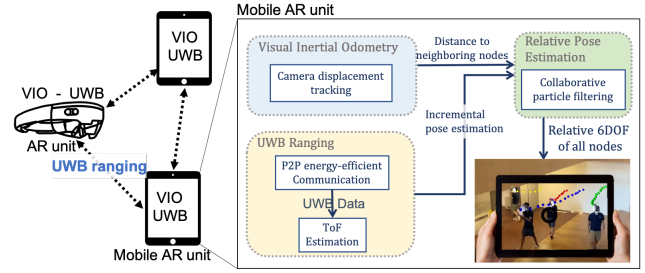 Mobile AR unit
VIO
UWB
VIO - UWB
AR unit
UWB ranging
VIO
UWB
Mobile AR unit
Visual Inertial Odometry
Camera displacement
tracking
Distance to
neighboring nodes
Relative Pose
Estimation
Collaborative
particle filtering
Incremental
pose estimation
UWB Ranging
P2P energy-efficient
Communication
UWB Data
ToF
Estimation
Relative 6DOF
of all nodes